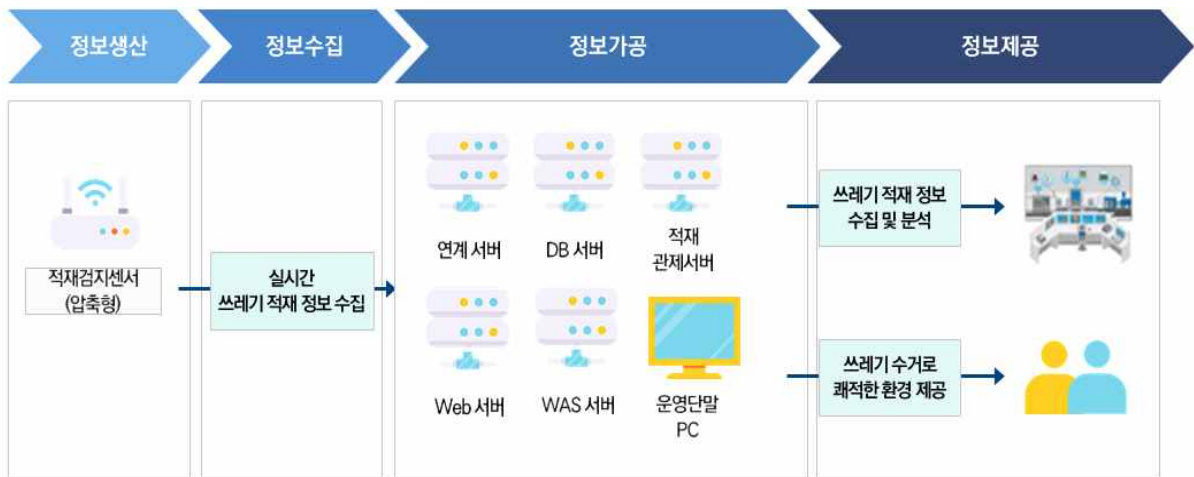 정보생산
정보수집
정보가공
정보제공
적재검지센서
(압축형)
실시간
쓰레기 적재 정보 수집
연계 서버
DB 서버
적재
관제서버
Web 서버
WAS 서버
운영단말
PC
쓰레기 적재 정보
수집 및 분석
쓰레기 수거로
쾌적한 환경 제공